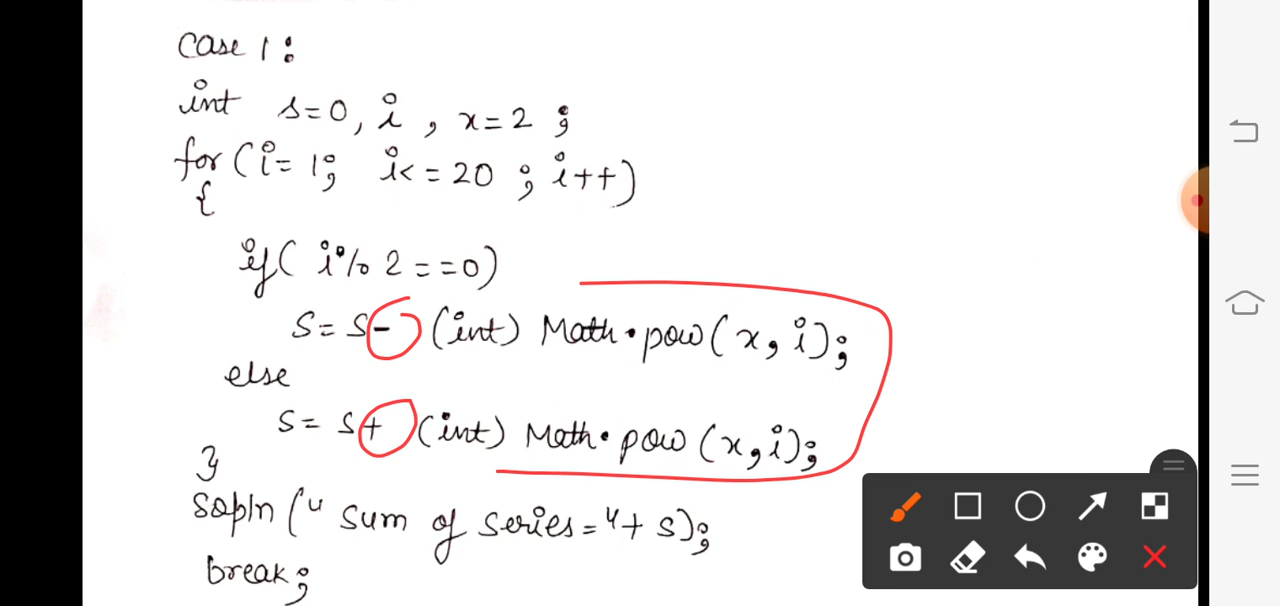 Case 1:
int s=0, i, x=2;
for(i=1; i<=20; i++)
{
if(i%2==0)
s=s-(int) Math.pow(x,i);
else
s=s+(int) Math.pow(x,i);
}
sopln("sum of series="+s);
break;